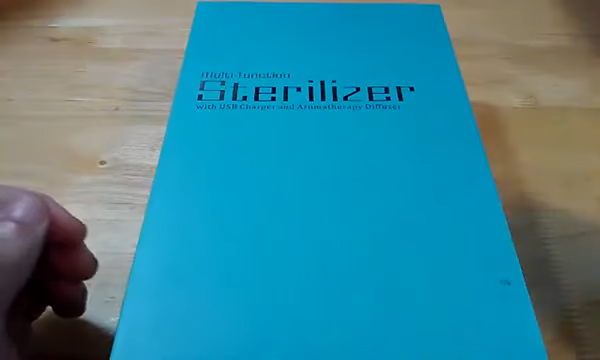 Multi-function
Sterilizer
with USB Charger and Aromatherapy Diffuser